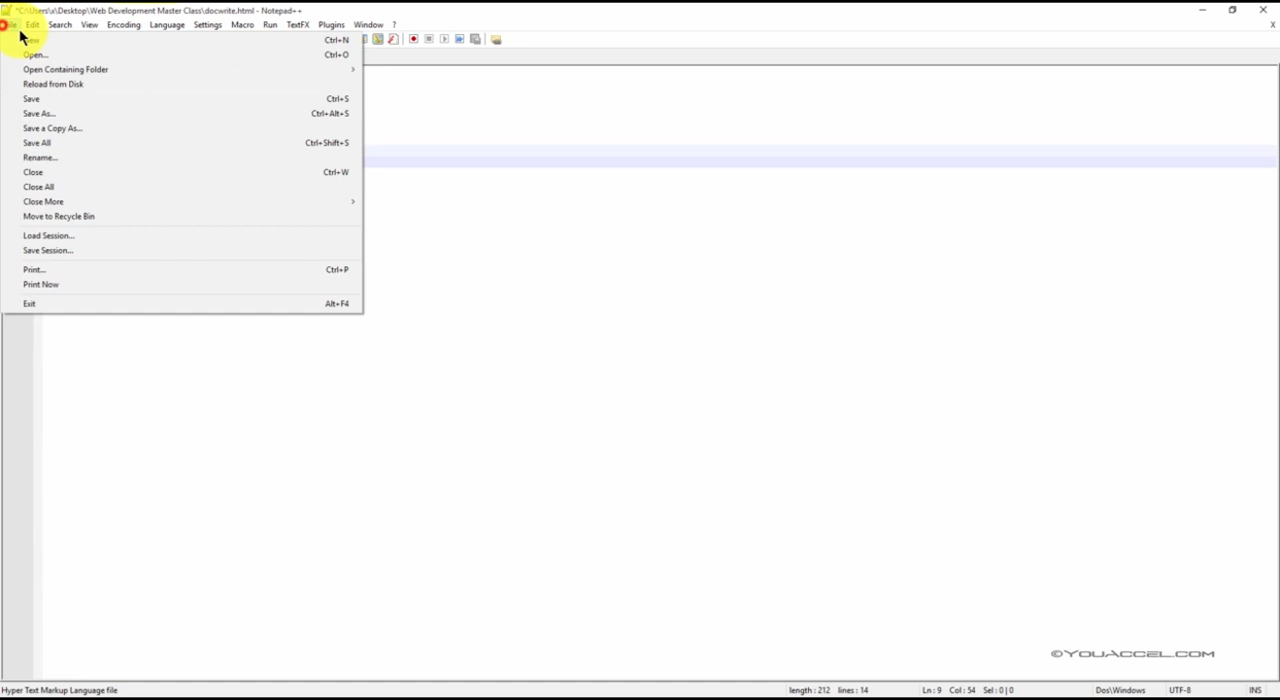 *C:\Users\x\Desktop\Web Development Master Class\docwrite.html - Notepad++
File Edit Search View Encoding Language Settings Macro Run TextFX Plugins Window ? X
New Ctrl+N
Open... Ctrl+O
Open Containing Folder >
Reload from Disk
Save Ctrl+S
Save As... Ctrl+Alt+S
Save a Copy As...
Save All Ctrl+Shift+S
Rename...
Close Ctrl+W
Close All
Close More >
Move to Recycle Bin
Load Session...
Save Session...
Print... Ctrl+P
Print Now
Exit Alt+F4
©YOUACCEL.COM
Hyper Text Markup Language file length : 212 lines : 14 Ln : 9 Col : 54 Sel : 0 | 0 Dos\Windows UTF-8 INS